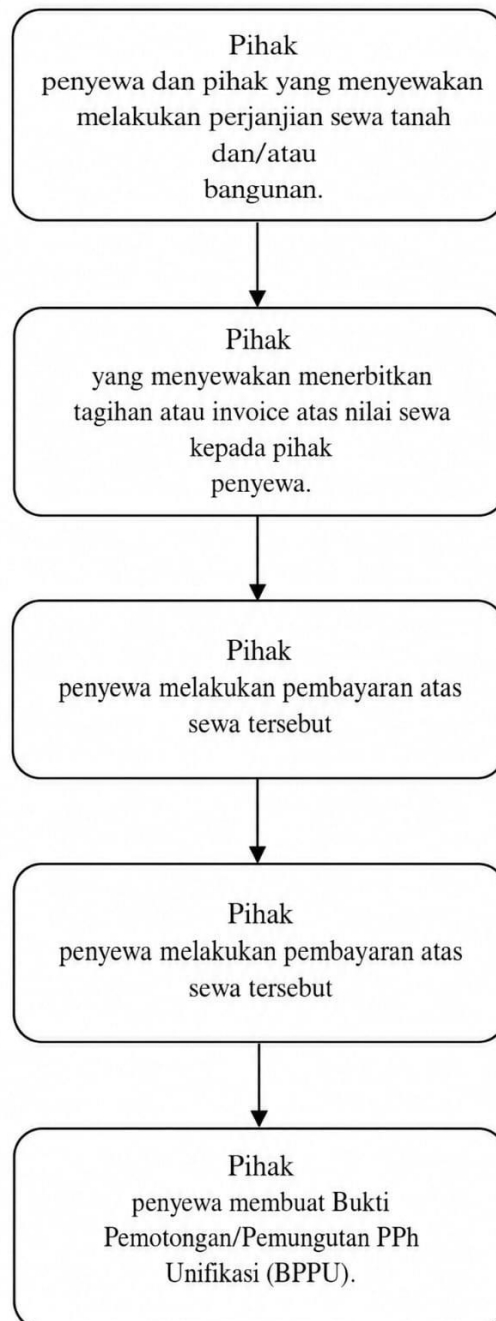 Pihak
penyewa dan pihak yang menyewakan
melakukan perjanjian sewa tanah
dan/atau
bangunan.
Pihak
yang menyewakan menerbitkan
tagihan atau invoice atas nilai sewa
kepada pihak
penyewa.
Pihak
penyewa melakukan pembayaran atas
sewa tersebut
Pihak
penyewa melakukan pembayaran atas
sewa tersebut
Pihak
penyewa membuat Bukti
Pemotongan/Pemungutan PPh
Unifikasi (BPPU).